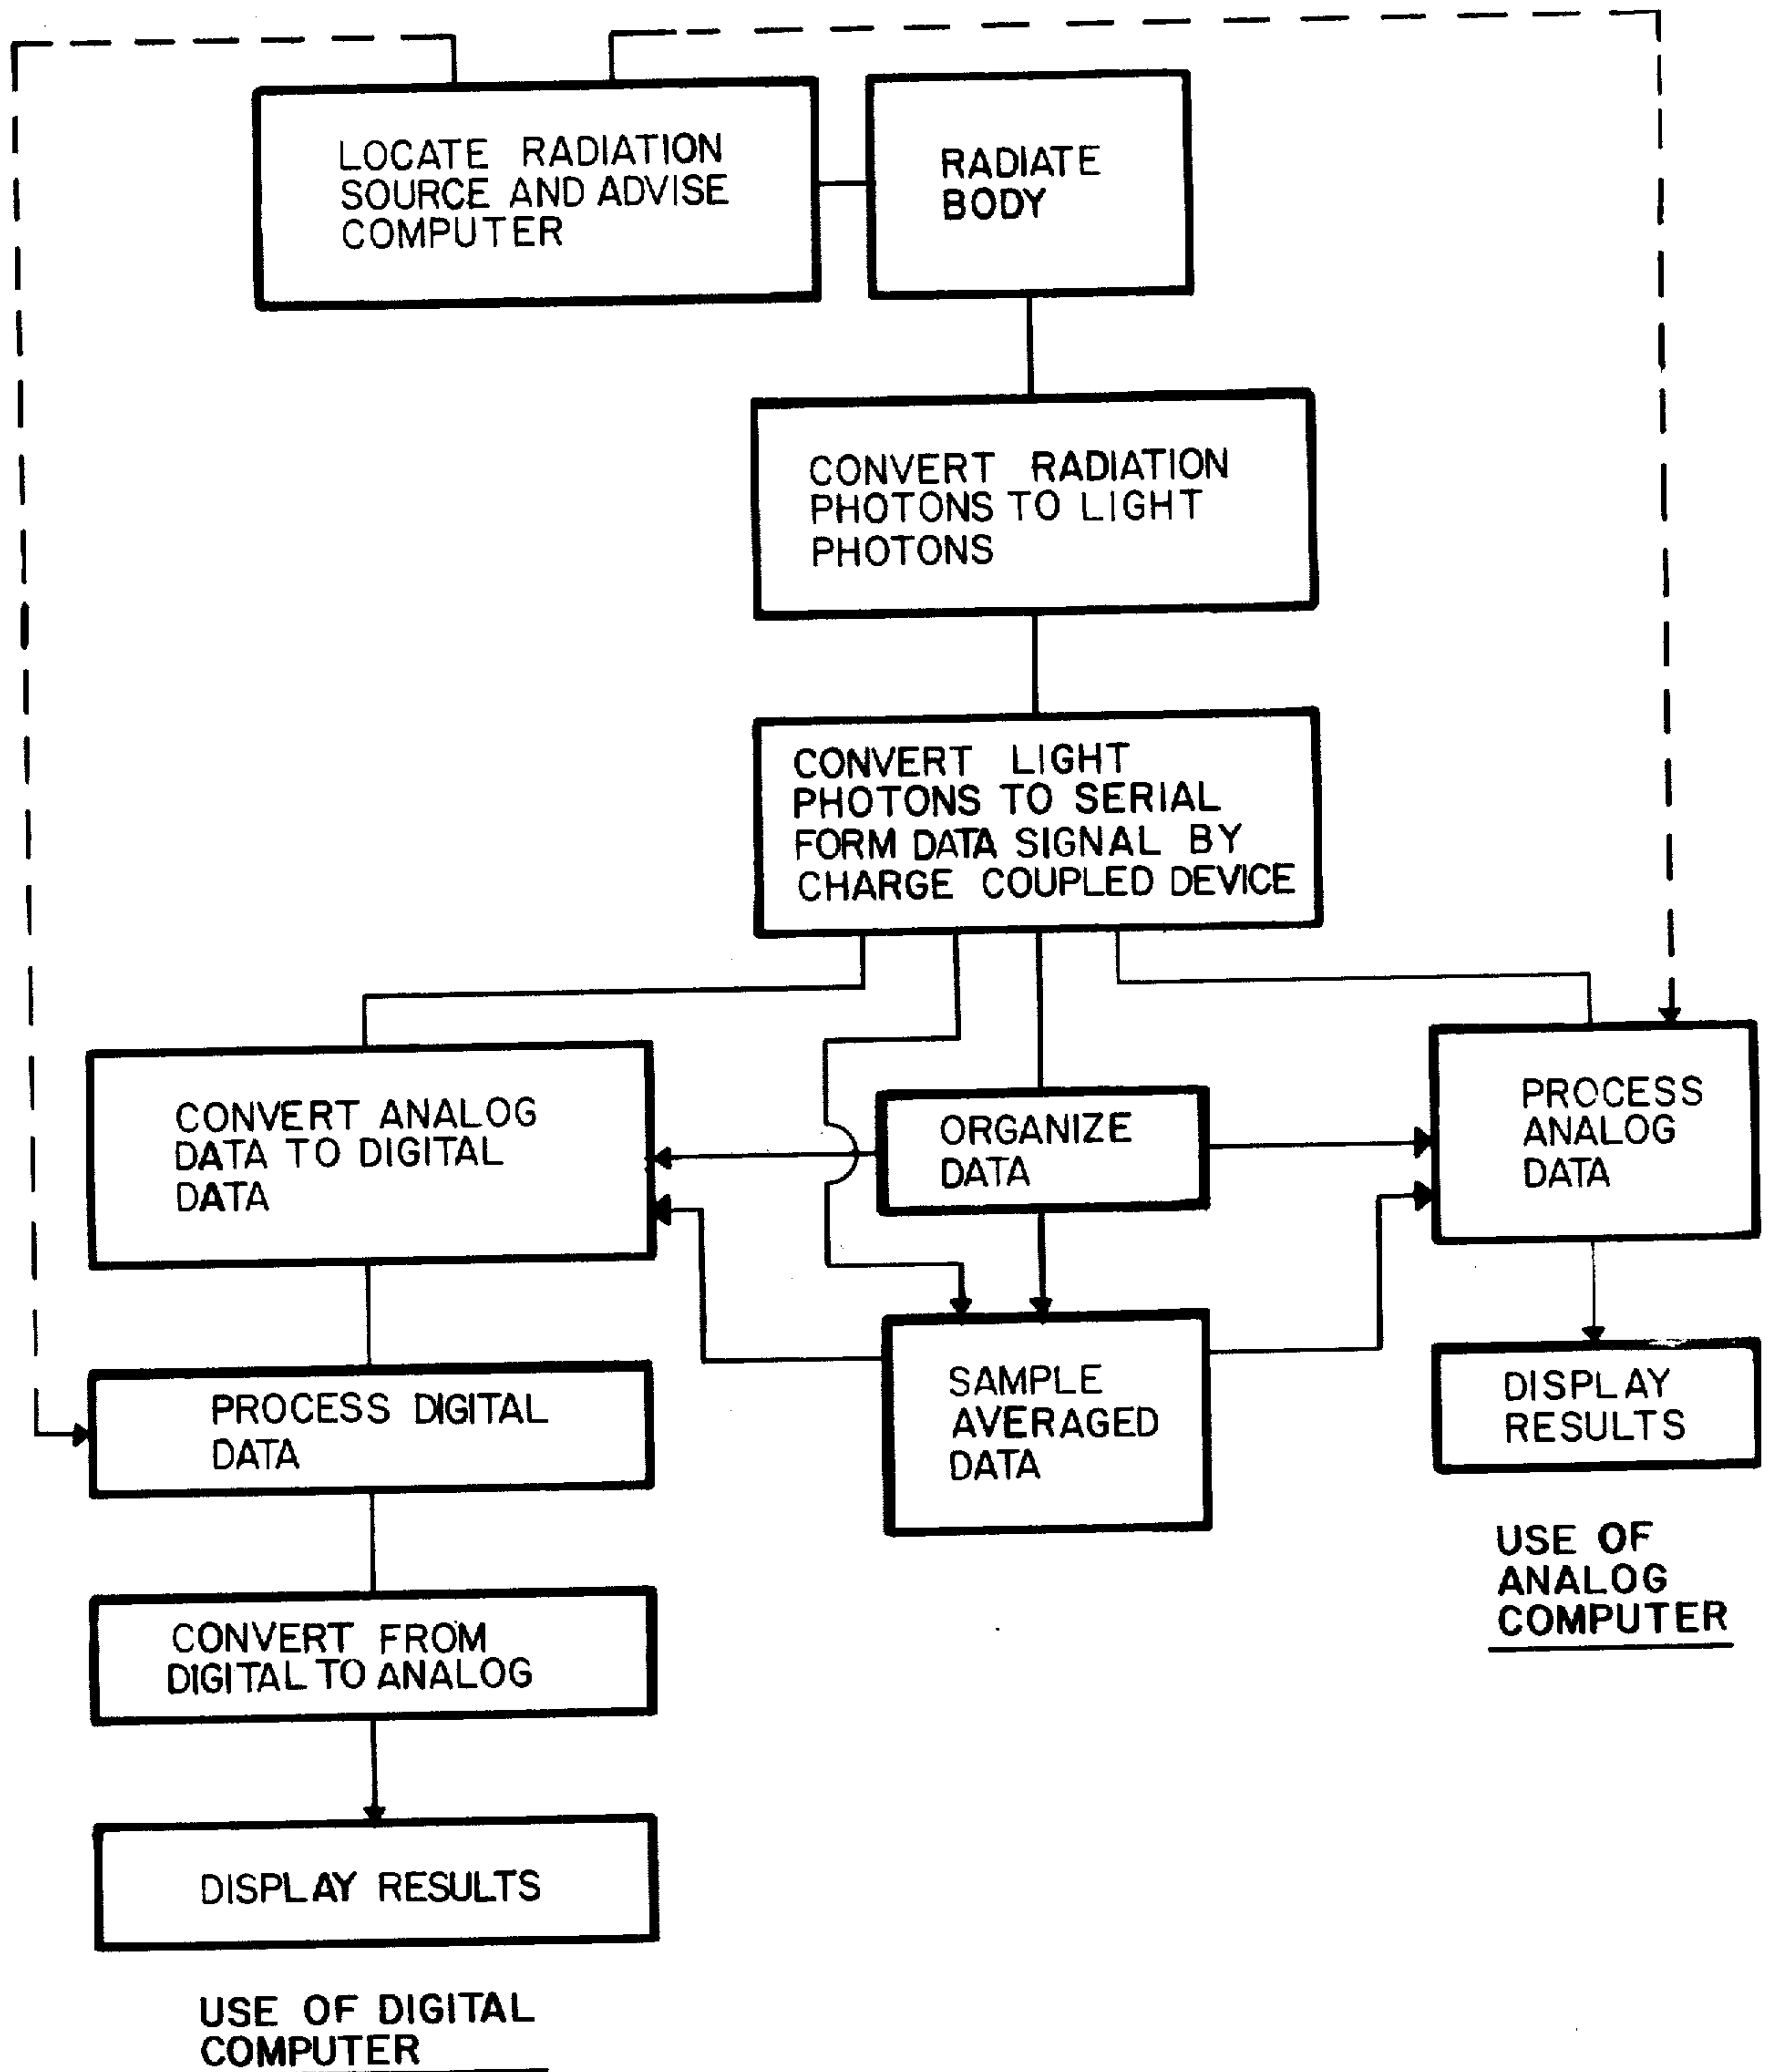 LOCATE RADIATION
SOURCE AND ADVISE
COMPUTER
RADIATE
BODY
CONVERT RADIATION
PHOTONS TO LIGHT
PHOTONS
CONVERT LIGHT
PHOTONS TO SERIAL
FORM DATA SIGNAL BY
CHARGE COUPLED DEVICE
CONVERT ANALOG
DATA TO DIGITAL
DATA
ORGANIZE
DATA
PROCESS
ANALOG
DATA
PROCESS DIGITAL
DATA
SAMPLE
AVERAGED
DATA
DISPLAY
RESULTS
USE OF
ANALOG
COMPUTER
CONVERT FROM
DIGITAL TO ANALOG
DISPLAY RESULTS
USE OF DIGITAL
COMPUTER